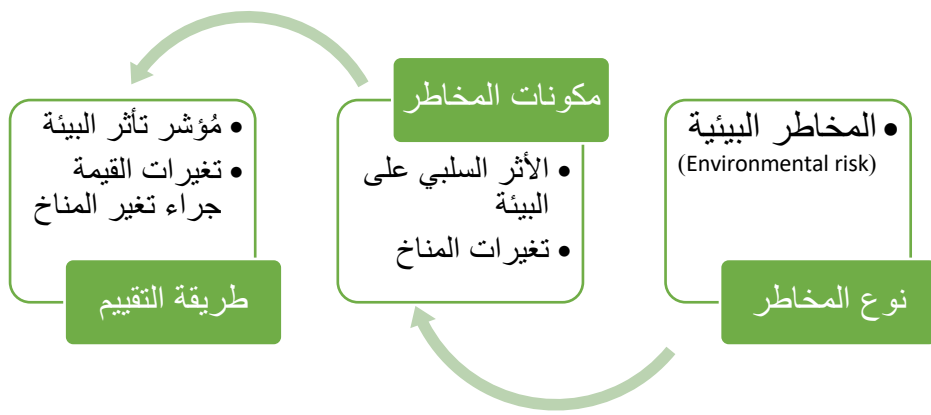 • المخاطر البيئية
(Environmental risk)
نوع المخاطر
مكونات المخاطر
• الأثر السلبي على
البيئة
• تغيرات المناخ
• مُؤشر تأثر البيئة
• تغيرات القيمة
جراء تغير المناخ
طريقة التقييم